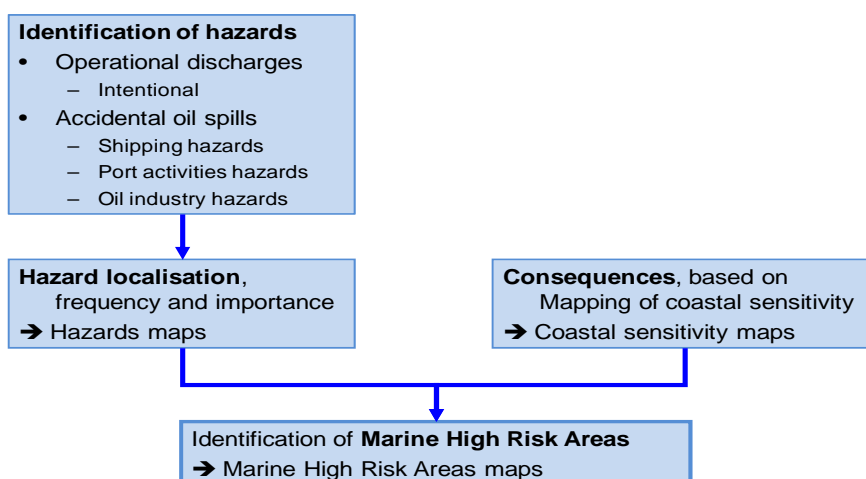 Identification of hazards
• Operational discharges
– Intentional
• Accidental oil spills
– Shipping hazards
– Port activities hazards
– Oil industry hazards
Hazard localisation,
frequency and importance
➔ Hazards maps
Consequences, based on
Mapping of coastal sensitivity
➔ Coastal sensitivity maps
Identification of Marine High Risk Areas
➔ Marine High Risk Areas maps